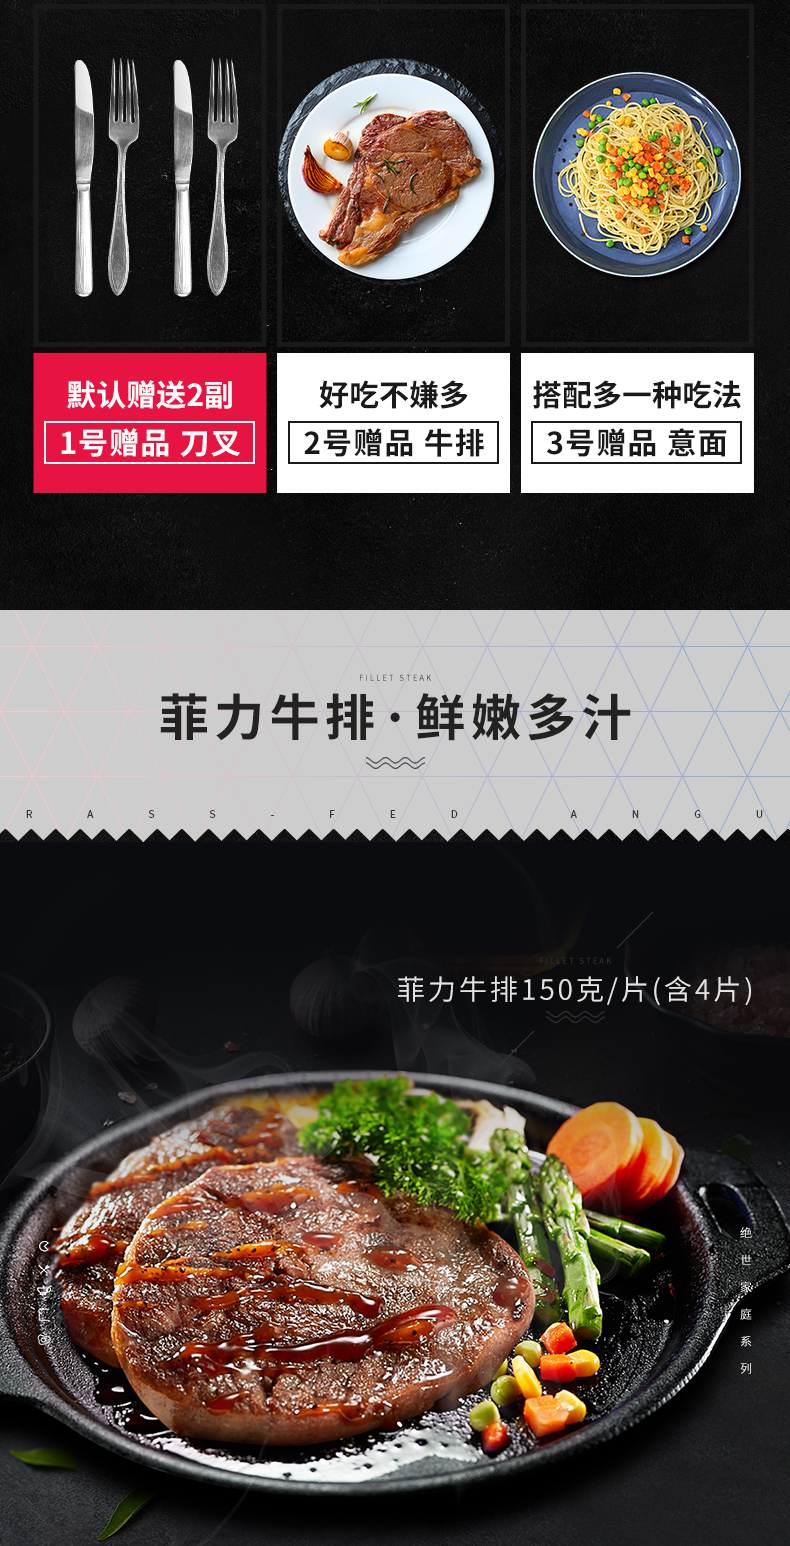 默认赠送2副
1号赠品 刀叉
好吃不嫌多
2号赠品 牛排
搭配多一种吃法
3号赠品 意面
FILLET STEAK
菲力牛排·鲜嫩多汁
RASS-FED ANGU
FILLET STEAK
菲力牛排150克/片(含4片)
绝世家庭系列